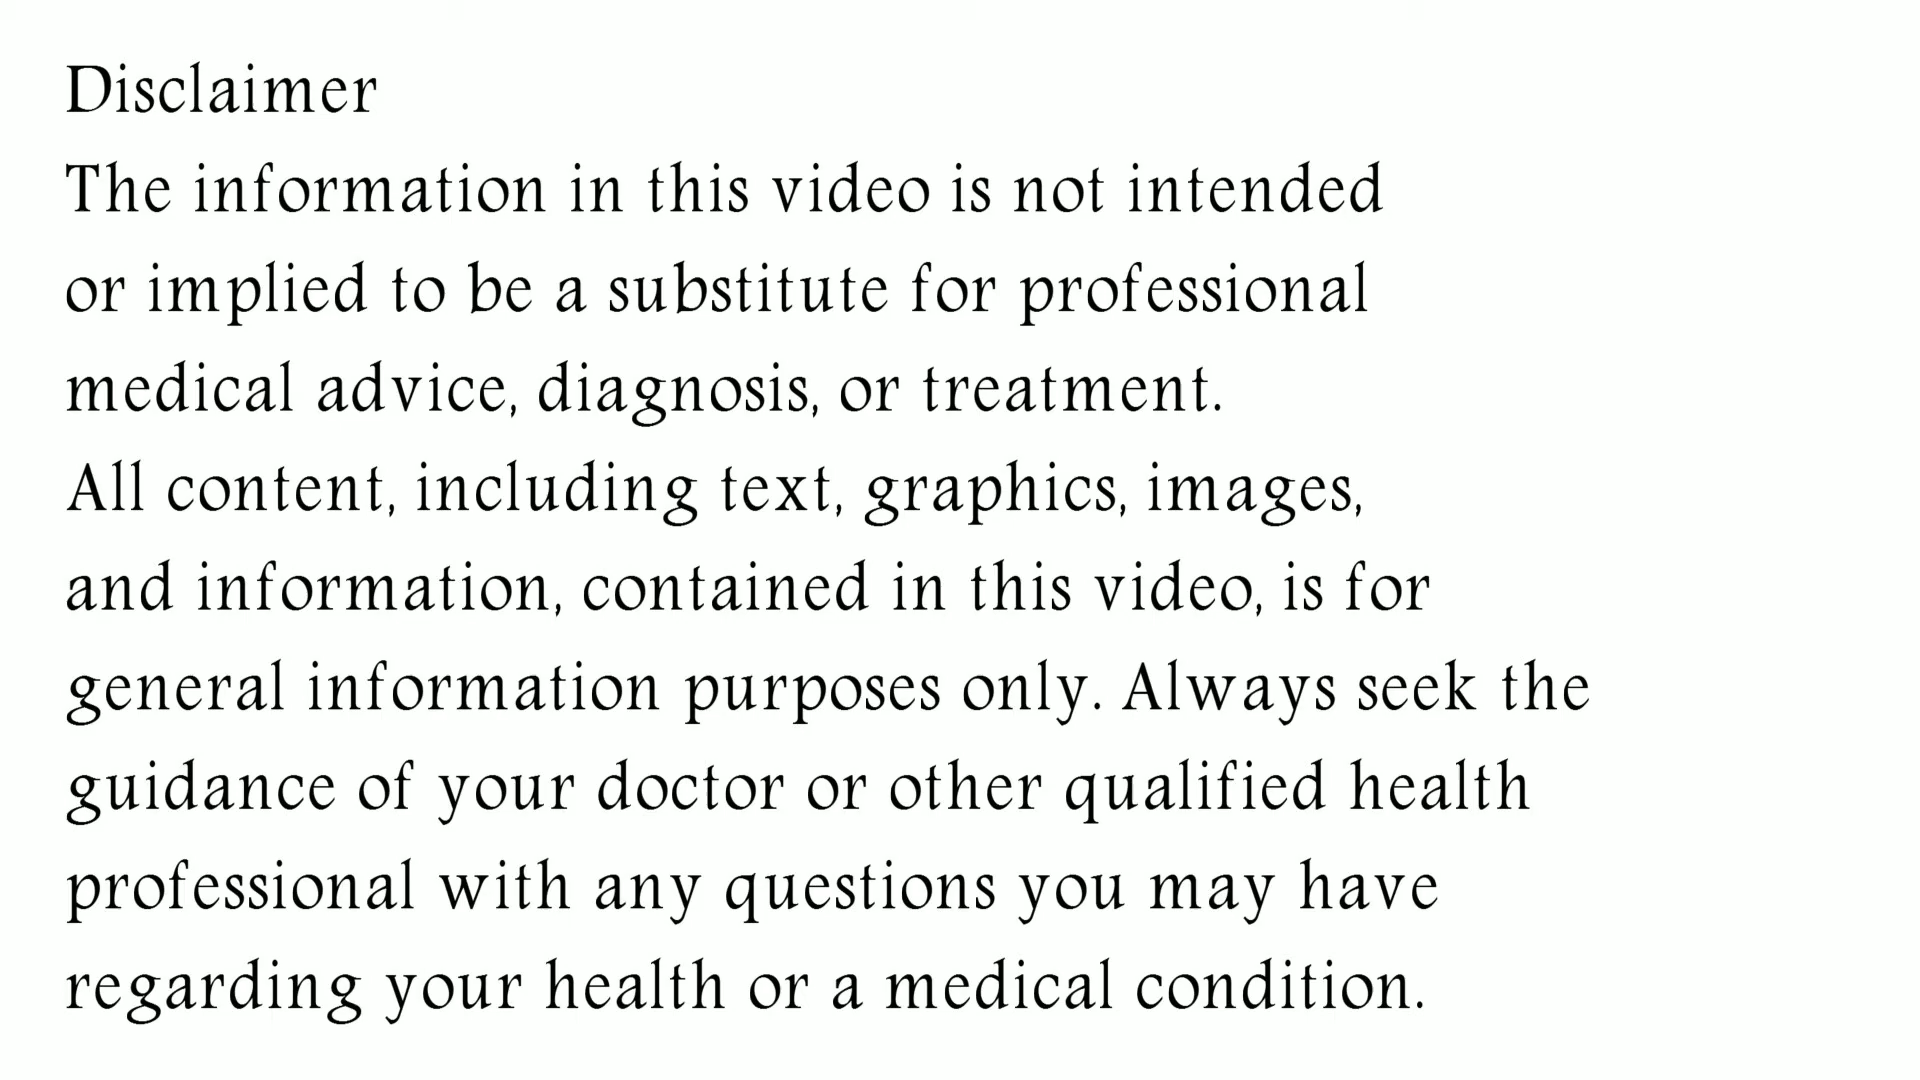 Disclaimer
The information in this video is not intended
or implied to be a substitute for professional
medical advice, diagnosis, or treatment.
All content, including text, graphics, images,
and information, contained in this video, is for
general information purposes only. Always seek the
guidance of your doctor or other qualified health
professional with any questions you may have
regarding your health or a medical condition.